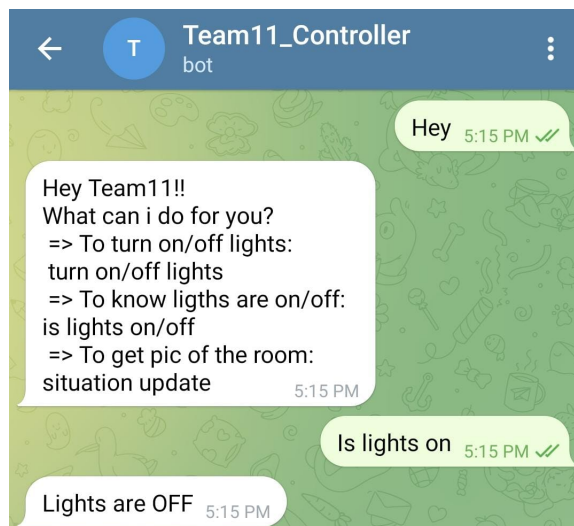 Team11_Controller
T
bot
Hey 5:15 PM
Hey Team11!!
What can i do for you?
=> To turn on/off lights:
turn on/off lights
=> To know ligths are on/off:
is lights on/off
=> To get pic of the room:
situation update 5:15 PM
Is lights on 5:15 PM
Lights are OFF 5:15 PM